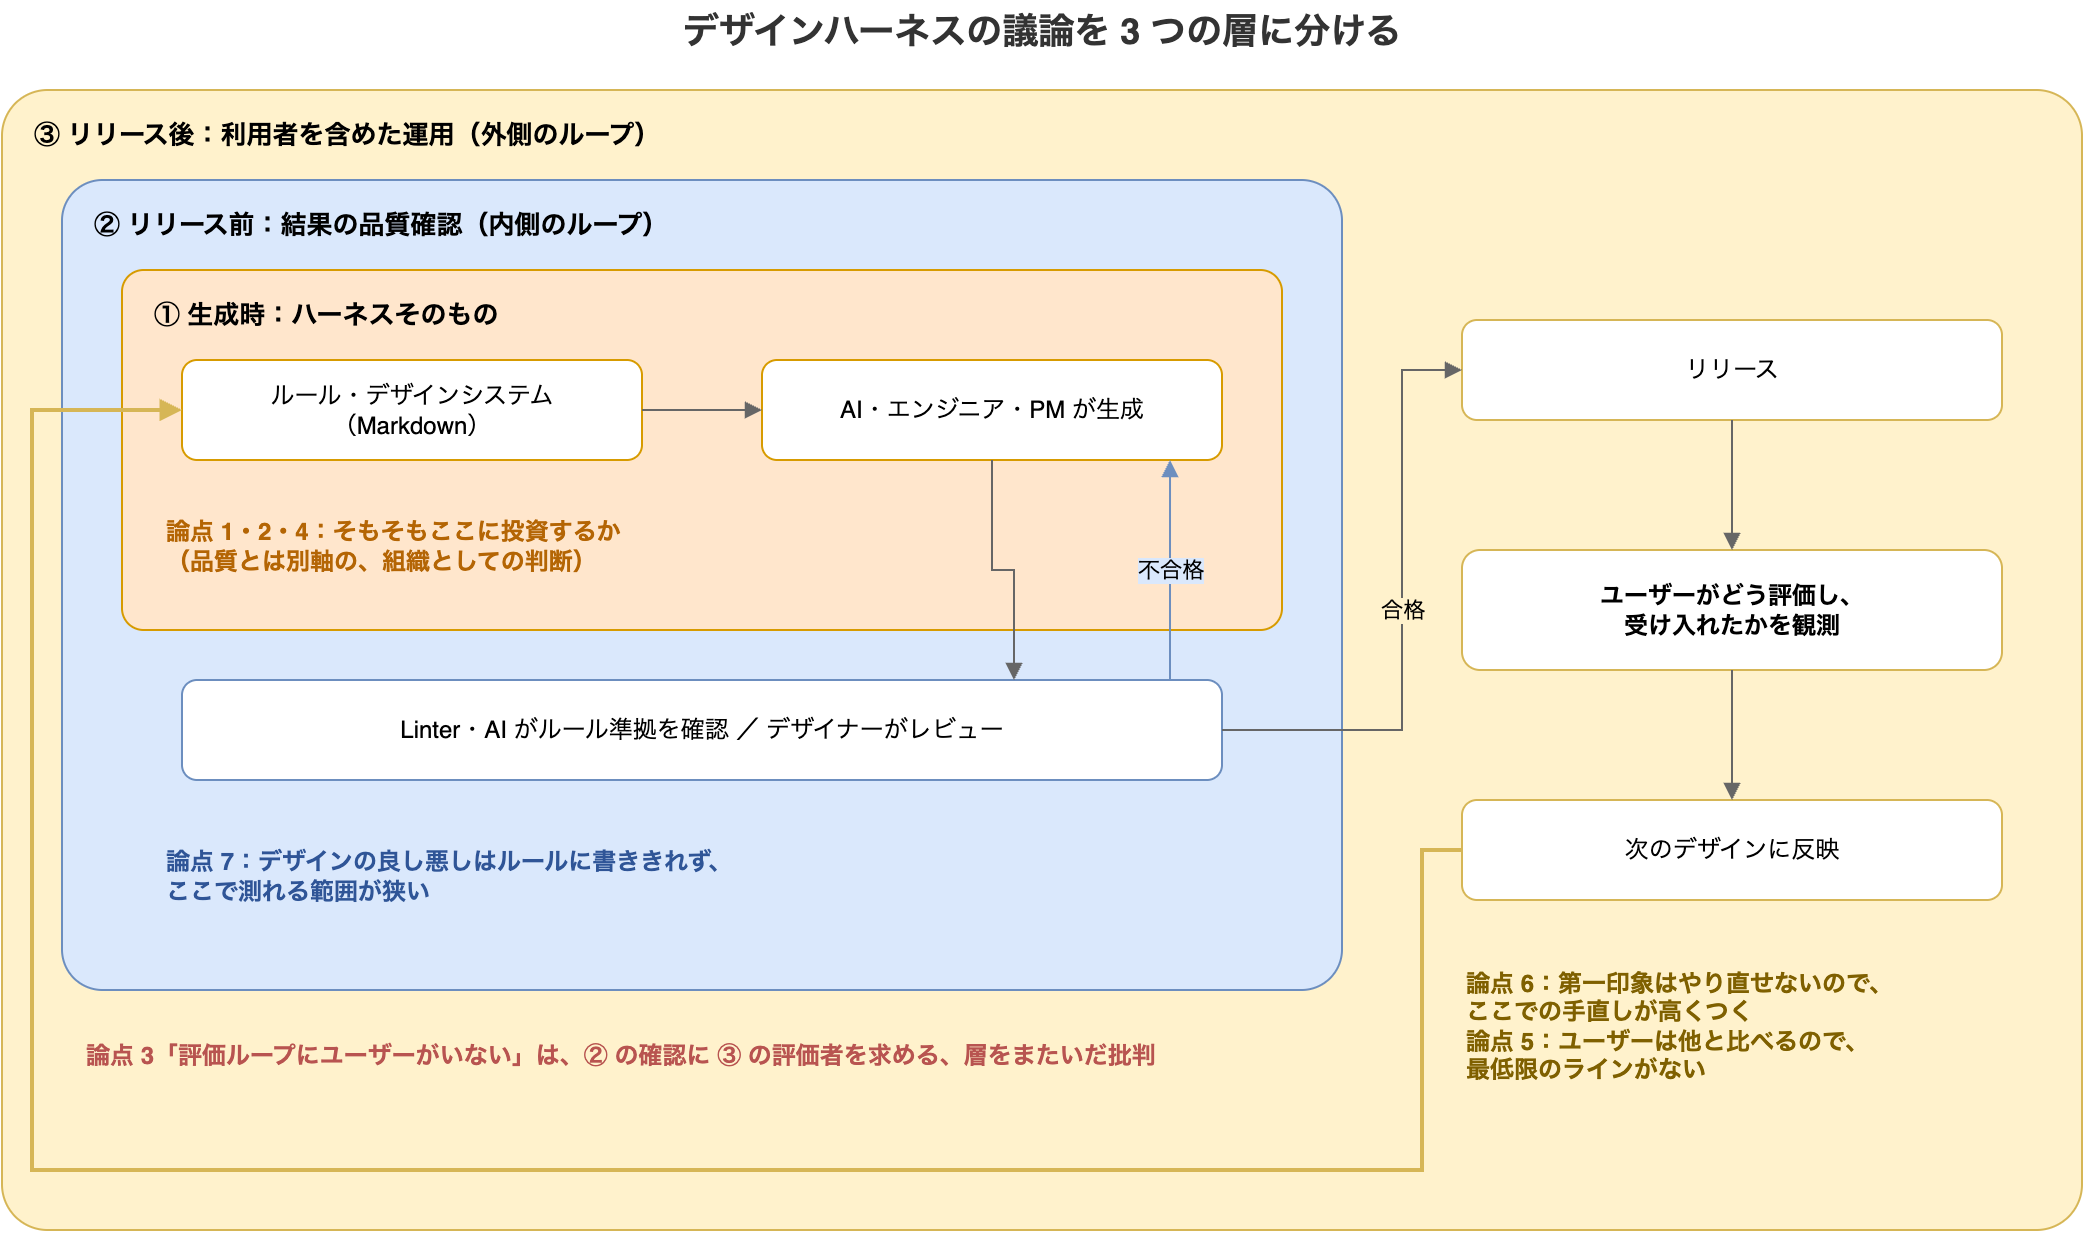 デザインハーネスの議論を 3 つの層に分ける
③ リリース後：利用者を含めた運用（外側のループ）
② リリース前：結果の品質確認（内側のループ）
① 生成時：ハーネスそのもの
ルール・デザインシステム
（Markdown）
AI・エンジニア・PM が生成
論点 1・2・4：そもそもここに投資するか
（品質とは別軸の、組織としての判断）
不合格
Linter・AI がルール準拠を確認 ／ デザイナーがレビュー
論点 7：デザインの良し悪しはルールに書ききれず、
ここで測れる範囲が狭い
合格
リリース
ユーザーがどう評価し、
受け入れたかを観測
次のデザインに反映
論点 6：第一印象はやり直せないので、
ここでの手直しが高くつく
論点 5：ユーザーは他と比べるので、
最低限のラインがない
論点 3「評価ループにユーザーがいない」は、② の確認に ③ の評価者を求める、層をまたいだ批判